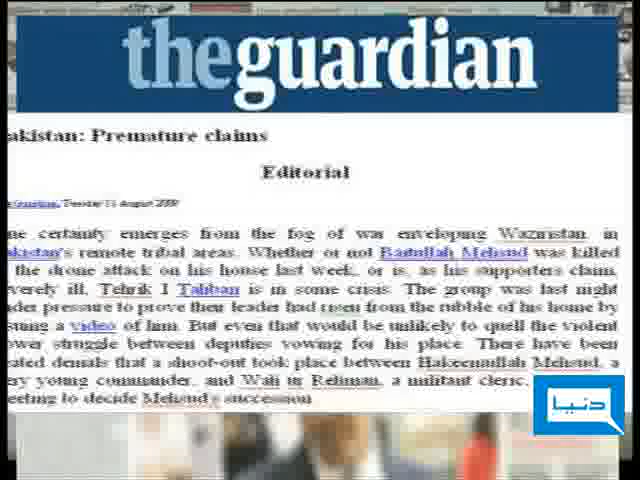 theguardian
akistan: Premature claims
Editorial
Guardian, Tuesday 11 August 2009
ne certainty emerges from the fog of war enveloping Waziristan, in
akistan's remote tribal areas. Whether or not Baitullah Mehsud was killed
the drone attack on his house last week, or is, as his supporters claim,
verely ill, Tehrik I Taliban is in some crisis. The group was last night
nder pressure to prove their leader had risen from the rubble of his home by
suing a video of him. But even that would be unlikely to quell the violent
ower struggle between deputies vowing for his place. There have been
eated denials that a shoot-out took place between Hakeemullah Mehsud, a
ery young commander, and Wali ur Rehman, a militant cleric,
eeting to decide Mehsud's succession
دنیا